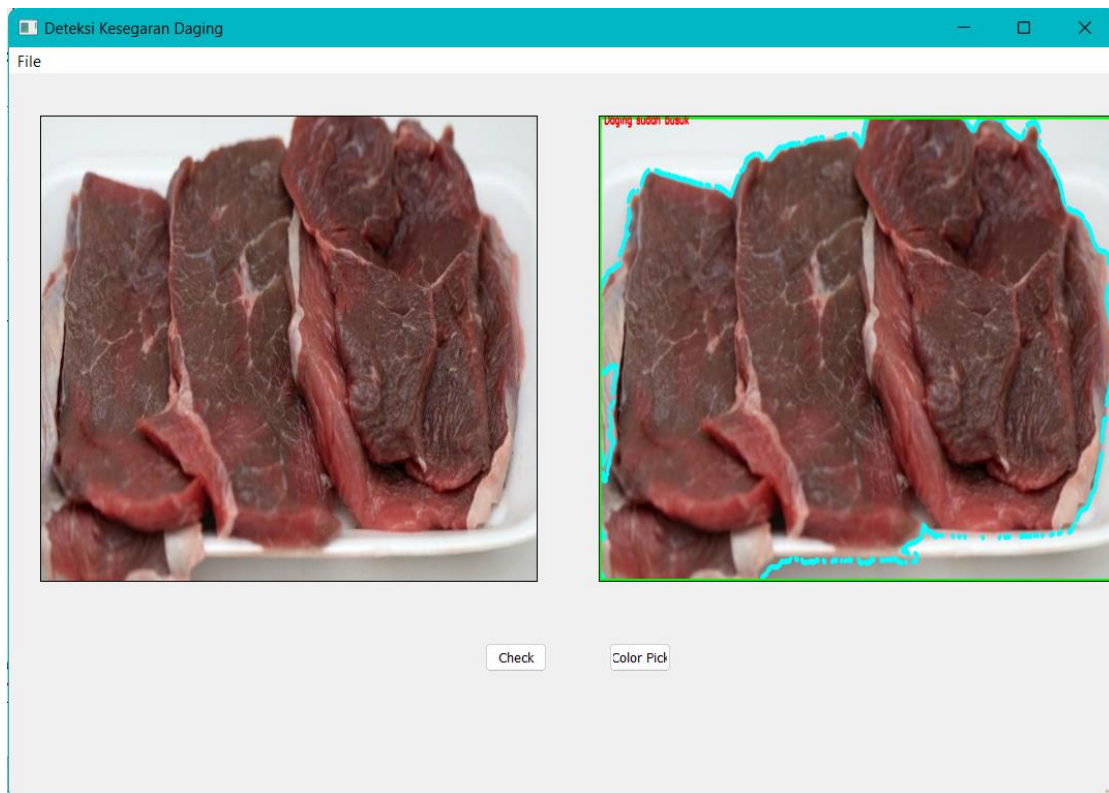 Deteksi Kesegaran Daging
File
Daging sudah busuk
Check
Color Pick